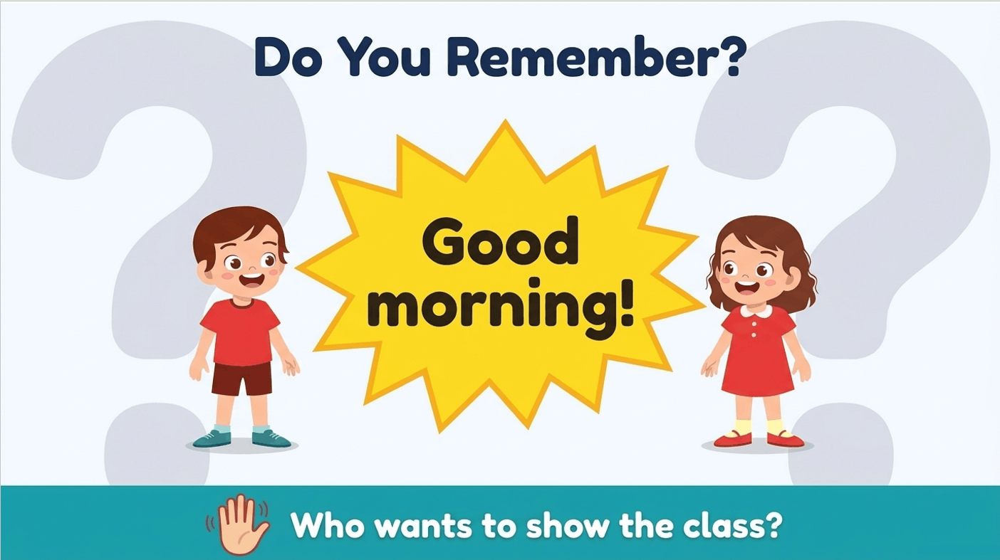 Do You Remember?
Good
morning!
Who wants to show the class?